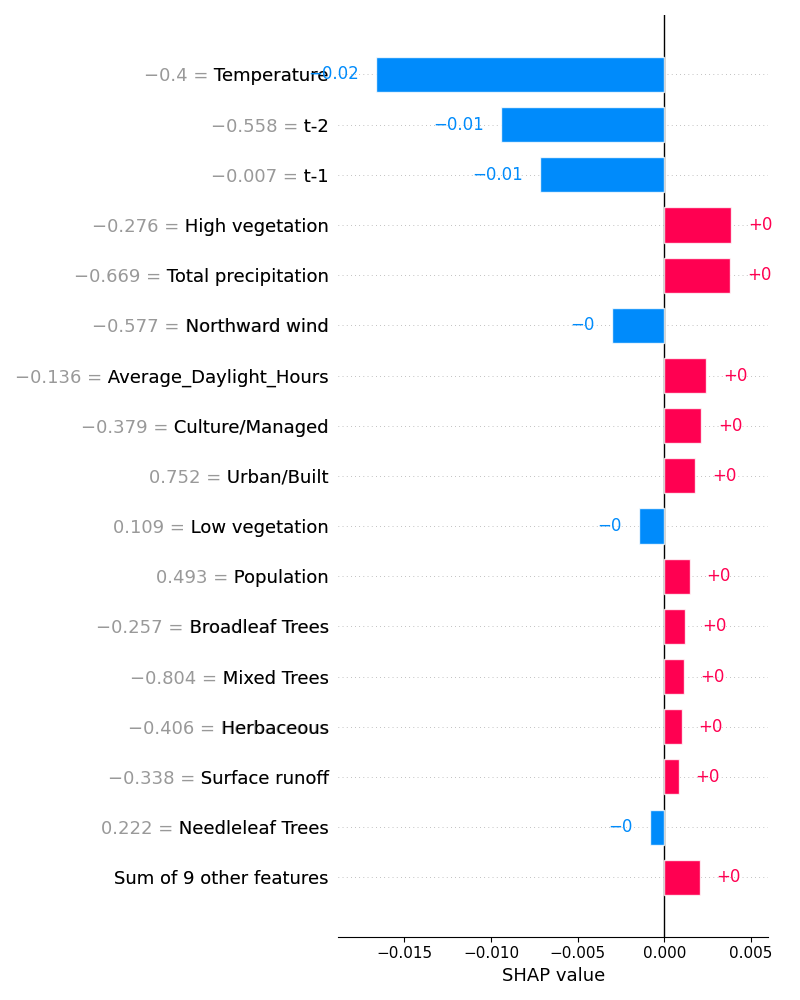 −0.4 = Temperature −0.02
−0.558 = t-2 −0.01
−0.007 = t-1 −0.01
−0.276 = High vegetation +0
−0.669 = Total precipitation +0
−0.577 = Northward wind −0
−0.136 = Average_Daylight_Hours +0
−0.379 = Culture/Managed +0
0.752 = Urban/Built +0
0.109 = Low vegetation −0
0.493 = Population +0
−0.257 = Broadleaf Trees +0
−0.804 = Mixed Trees +0
−0.406 = Herbaceous +0
−0.338 = Surface runoff +0
0.222 = Needleleaf Trees −0
Sum of 9 other features +0
−0.015 −0.010 −0.005 0.000 0.005
SHAP value